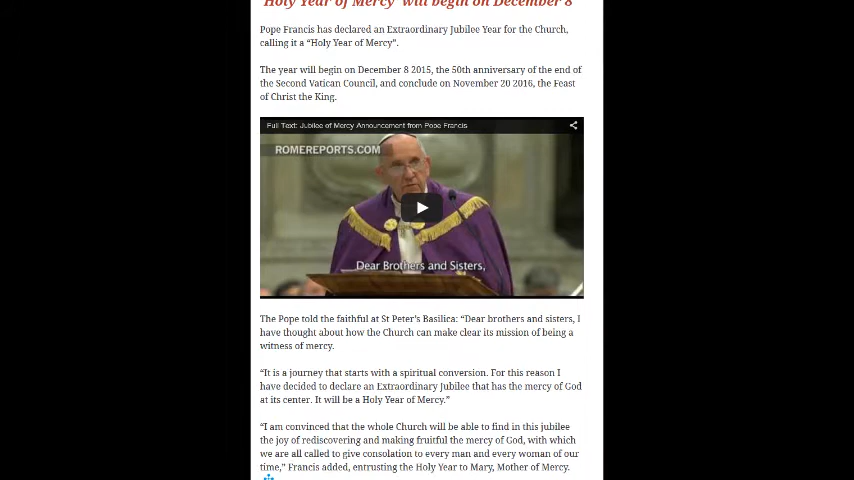 'Holy Year of Mercy' will begin on December 8
Pope Francis has declared an Extraordinary Jubilee Year for the Church,
calling it a “Holy Year of Mercy”.
The year will begin on December 8 2015, the 50th anniversary of the end of
the Second Vatican Council, and conclude on November 20 2016, the Feast
of Christ the King.
Full Text: Jubilee of Mercy Announcement from Pope Francis
ROMEREPORTS.COM
Dear Brothers and Sisters,
The Pope told the faithful at St Peter’s Basilica: “Dear brothers and sisters, I
have thought about how the Church can make clear its mission of being a
witness of mercy.
“It is a journey that starts with a spiritual conversion. For this reason I
have decided to declare an Extraordinary Jubilee that has the mercy of God
at its center. It will be a Holy Year of Mercy.”
“I am convinced that the whole Church will be able to find in this jubilee
the joy of rediscovering and making fruitful the mercy of God, with which
we are all called to give consolation to every man and every woman of our
time,” Francis added, entrusting the Holy Year to Mary, Mother of Mercy.